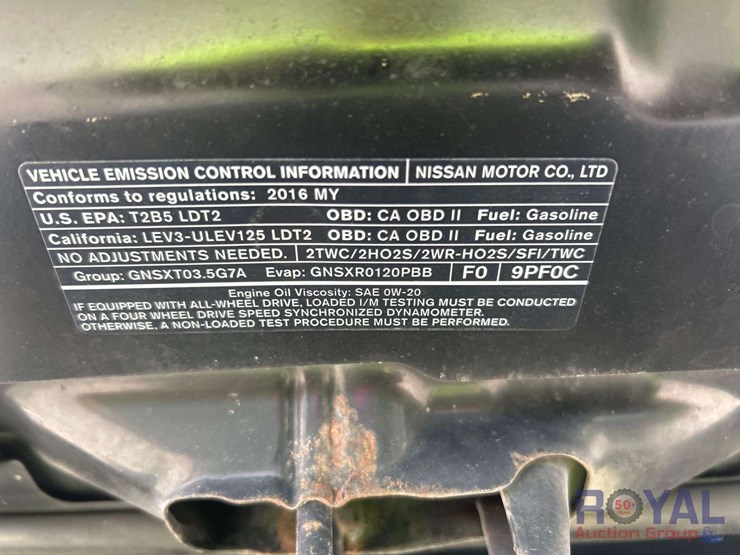 VEHICLE EMISSION CONTROL INFORMATION NISSAN MOTOR CO., LTD
Conforms to regulations: 2016 MY
U.S. EPA: T2B5 LDT2 OBD: CA OBD II Fuel: Gasoline
California: LEV3-ULEV125 LDT2 OBD: CA OBD II Fuel: Gasoline
NO ADJUSTMENTS NEEDED. 2TWC/2HO2S/2WR-HO2S/SFI/TWC
Group: GNSXT03.5G7A Evap: GNSXR0120PBB F0 9PF0C
Engine Oil Viscosity: SAE 0W-20
IF EQUIPPED WITH ALL-WHEEL DRIVE, LOADED I/M TESTING MUST BE CONDUCTED
ON A FOUR WHEEL DRIVE SPEED SYNCHRONIZED DYNAMOMETER.
OTHERWISE, A NON-LOADED TEST PROCEDURE MUST BE PERFORMED.
50+
ROYAL
Auction Group